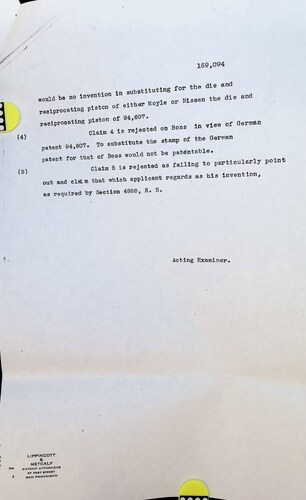 169,094
would be no invention in substituting for the die and
reciprocating piston of either Hoyle or Nissen the die and
reciprocating piston of 94,607.
(4) Claim 4 is rejected on Boss in view of German
patent 94,607. To substitute the stamp of the German
patent for that of Boss would not be patentable.
(5) Claim 5 is rejected as failing to particularly point
out and claim that which applicant regards as his invention,
as required by Section 4888, R. S.
Acting Examiner.
LIPPINCOTT
&
METCALF
PATENT ATTORNEYS
57 POST STREET
SAN FRANCISCO